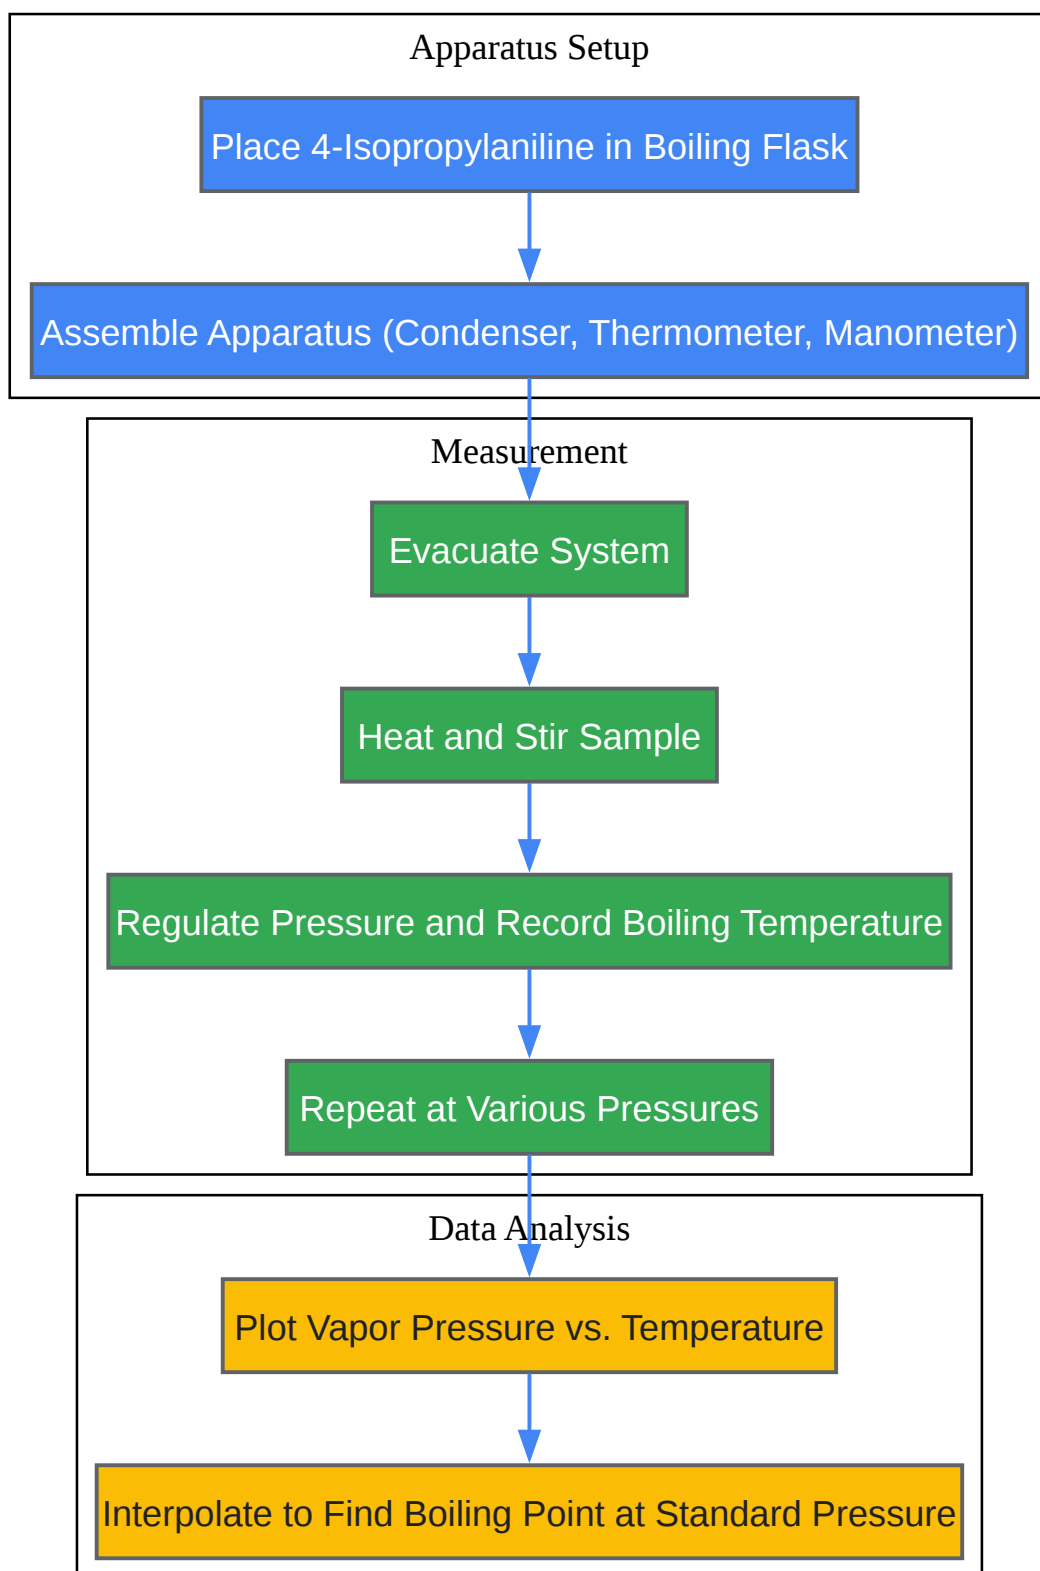 Apparatus Setup
Place 4-Isopropylaniline in Boiling Flask
Assemble Apparatus (Condenser, Thermometer, Manometer)
Measurement
Evacuate System
Heat and Stir Sample
Regulate Pressure and Record Boiling Temperature
Repeat at Various Pressures
Data Analysis
Plot Vapor Pressure vs. Temperature
Interpolate to Find Boiling Point at Standard Pressure